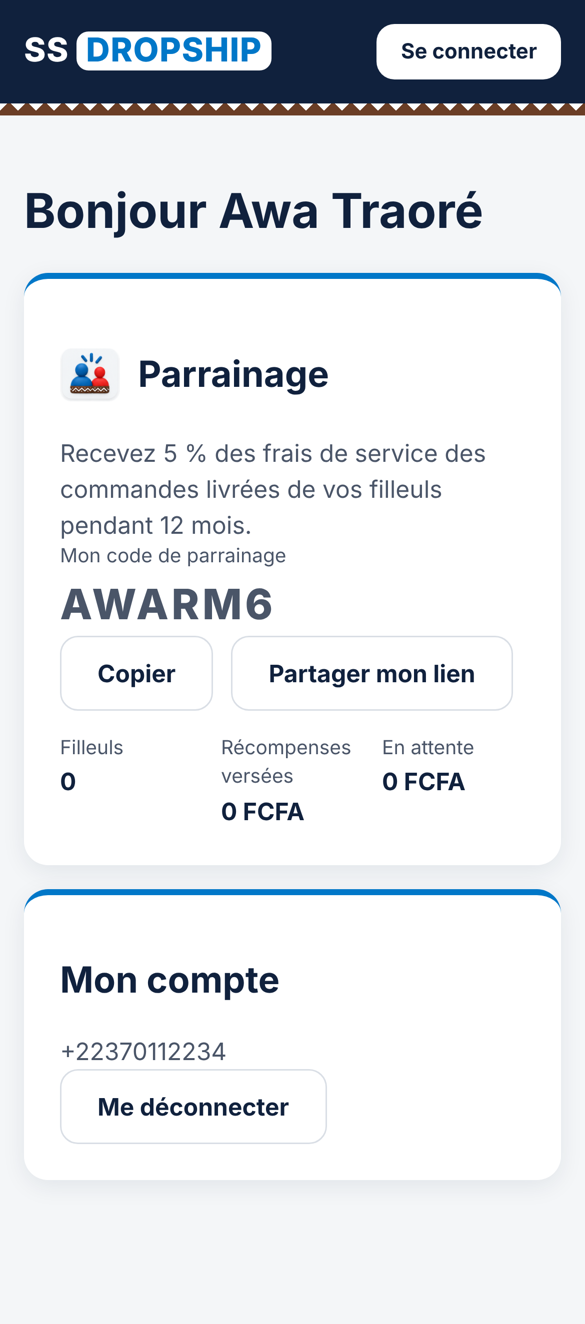 SS DROPSHIP
Se connecter
Bonjour Awa Traoré
Parrainage
Recevez 5 % des frais de service des
commandes livrées de vos filleuls
pendant 12 mois.
Mon code de parrainage
AWARM6
Copier
Partager mon lien
Filleuls
0
Récompenses
versées
0 FCFA
En attente
0 FCFA
Mon compte
+22370112234
Me déconnecter